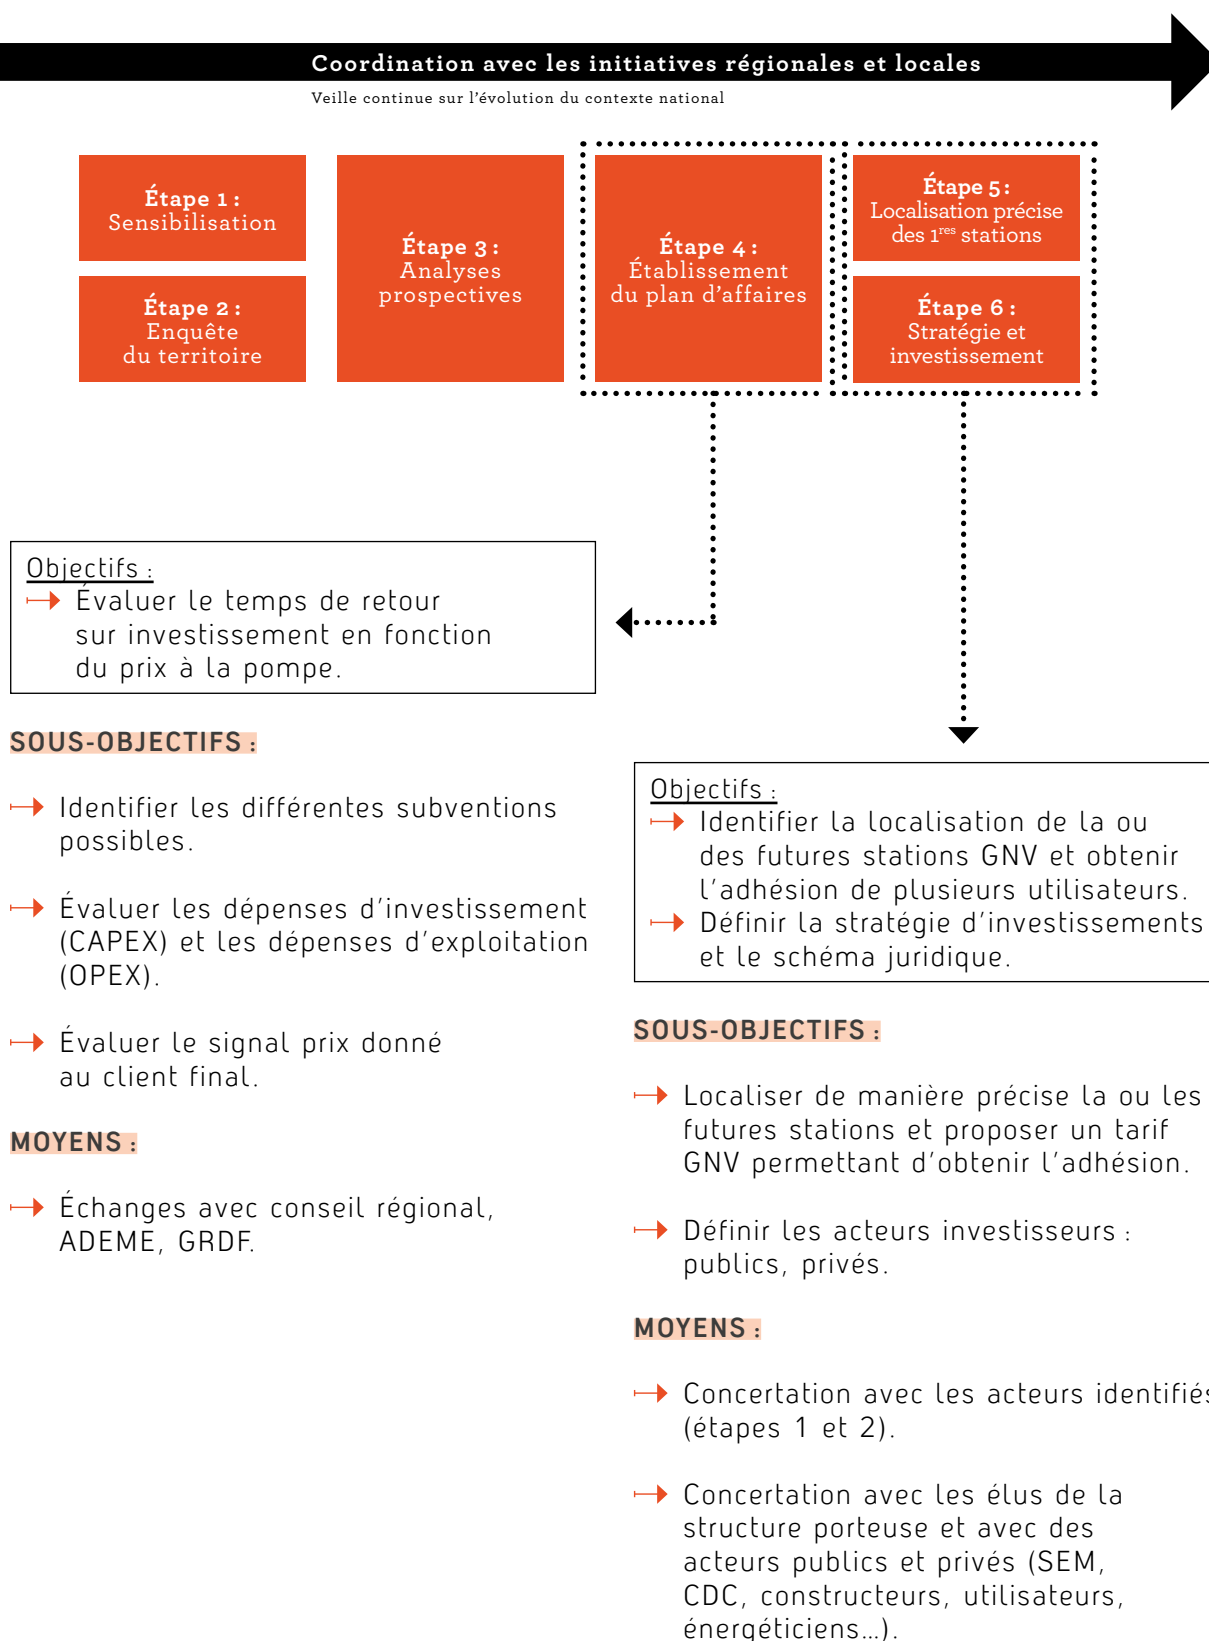 Coordination avec les initiatives régionales et locales
Veille continue sur l'évolution du contexte national
Étape 1 :
Sensibilisation
Étape 2 :
Enquête
du territoire
Étape 3 :
Analyses
prospectives
Étape 4 :
Établissement
du plan d'affaires
Étape 5 :
Localisation précise
des 1res stations
Étape 6 :
Stratégie et
investissement
Objectifs :
Évaluer le temps de retour
sur investissement en fonction
du prix à la pompe.
SOUS-OBJECTIFS :
Identifier les différentes subventions
possibles.
Évaluer les dépenses d'investissement
(CAPEX) et les dépenses d'exploitation
(OPEX).
Évaluer le signal prix donné
au client final.
MOYENS :
Échanges avec conseil régional,
ADEME, GRDF.
Objectifs :
Identifier la localisation de la ou
des futures stations GNV et obtenir
l'adhésion de plusieurs utilisateurs.
Définir la stratégie d'investissements
et le schéma juridique.
SOUS-OBJECTIFS :
Localiser de manière précise la ou les
futures stations et proposer un tarif
GNV permettant d'obtenir l'adhésion.
Définir les acteurs investisseurs :
publics, privés.
MOYENS :
Concertation avec les acteurs identifiés
(étapes 1 et 2).
Concertation avec les élus de la
structure porteuse et avec des
acteurs publics et privés (SEM,
CDC, constructeurs, utilisateurs,
énergéticiens...).